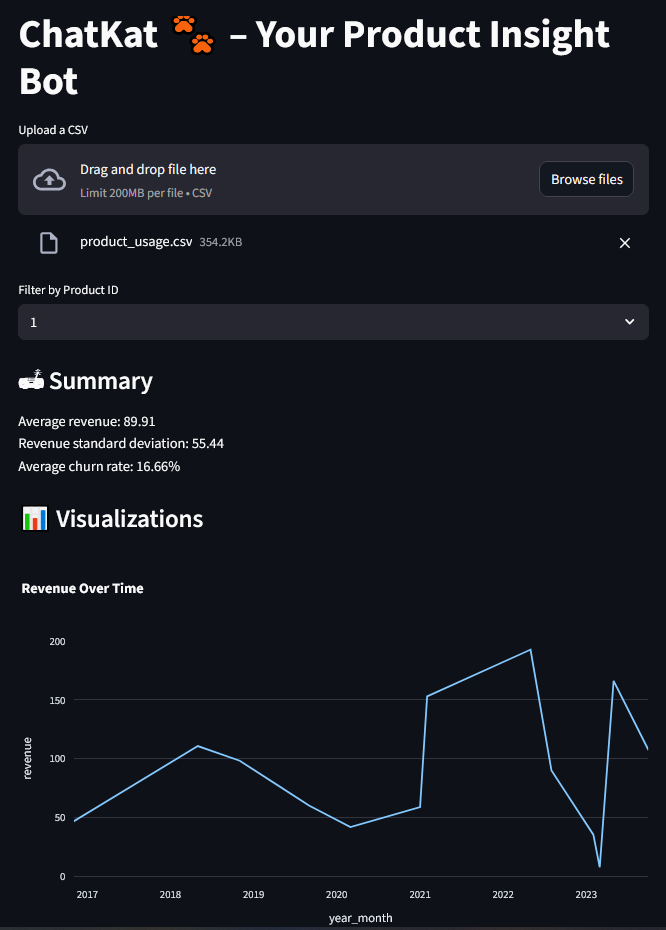 ChatKat 🐾 – Your Product Insight
Bot
Upload a CSV
Drag and drop file here
Limit 200MB per file • CSV
Browse files
product_usage.csv 354.2KB
Filter by Product ID
1
Summary
Average revenue: 89.91
Revenue standard deviation: 55.44
Average churn rate: 16.66%
📊 Visualizations
Revenue Over Time
200
150
100
50
0
revenue
2017 2018 2019 2020 2021 2022 2023
year_month